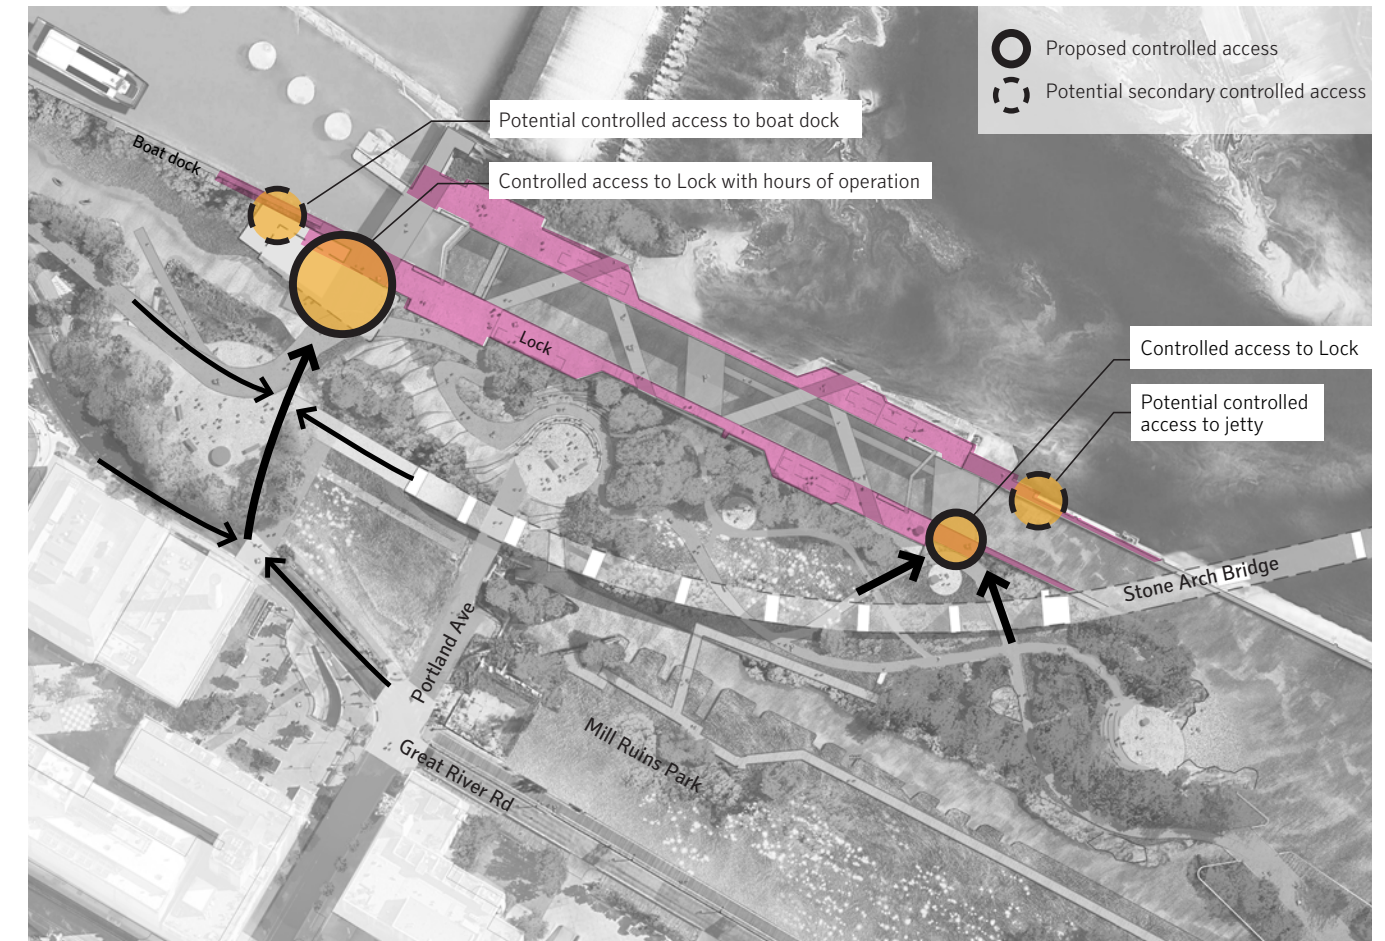 Proposed controlled access
Potential secondary controlled access
Potential controlled access to boat dock
Boat dock
Controlled access to Lock with hours of operation
Lock
Controlled access to Lock
Potential controlled
access to jetty
Stone Arch Bridge
Portland Ave
Mill Ruins Park
Great River Rd